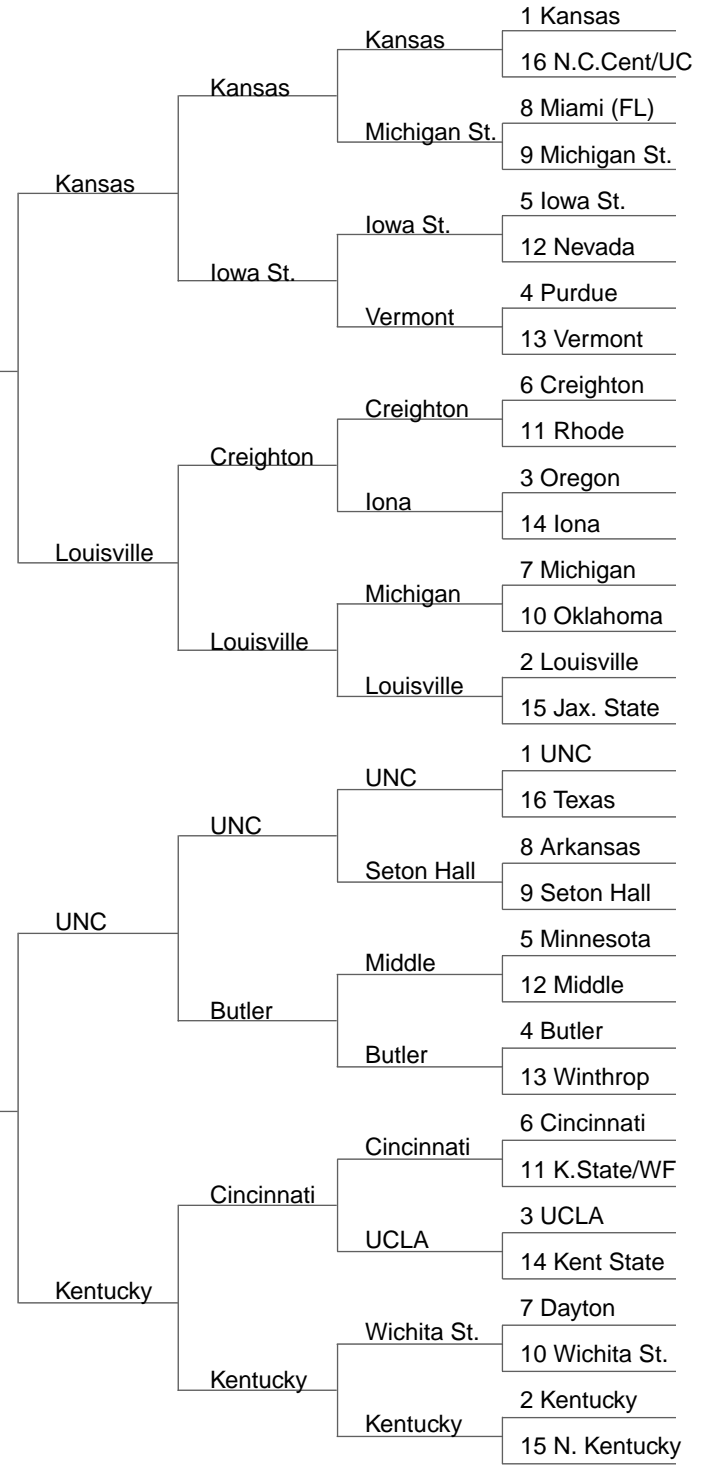 1 Kansas
Kansas
16 N.C.Cent/UC
Kansas
8 Miami (FL)
Michigan St.
9 Michigan St.
Kansas
5 Iowa St.
Iowa St.
12 Nevada
Iowa St.
4 Purdue
Vermont
13 Vermont
6 Creighton
Creighton
11 Rhode
Creighton
3 Oregon
Iona
14 Iona
Louisville
7 Michigan
Michigan
10 Oklahoma
Louisville
2 Louisville
Louisville
15 Jax. State
1 UNC
UNC
16 Texas
UNC
8 Arkansas
Seton Hall
9 Seton Hall
UNC
5 Minnesota
Middle
12 Middle
Butler
4 Butler
Butler
13 Winthrop
6 Cincinnati
Cincinnati
11 K.State/WF
Cincinnati
3 UCLA
UCLA
14 Kent State
Kentucky
7 Dayton
Wichita St.
10 Wichita St.
Kentucky
2 Kentucky
Kentucky
15 N. Kentucky